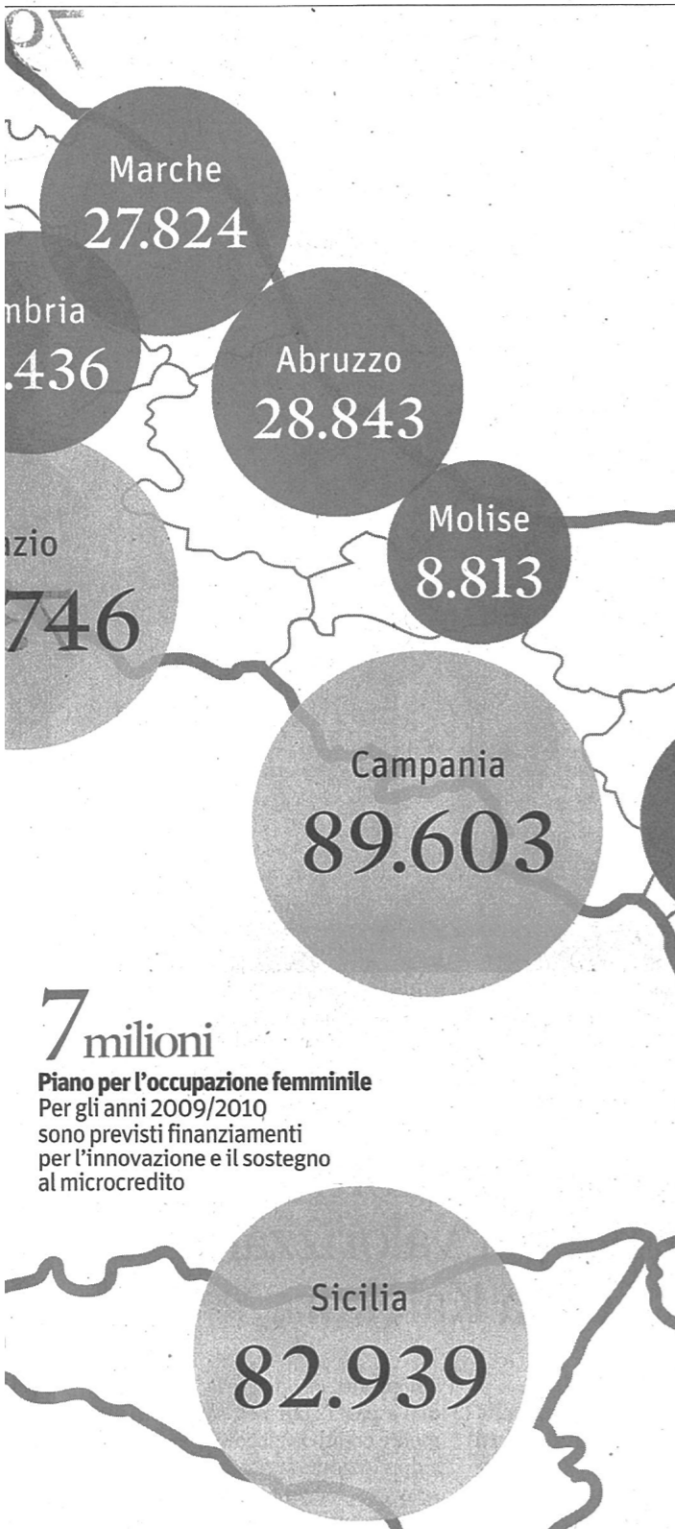 Marche
27.824
mbria
.436
Abruzzo
28.843
Molise
8.813
azio
746
Campania
89.603
7 milioni
Piano per l'occupazione femminile
Per gli anni 2009/2010
sono previsti finanziamenti
per l'innovazione e il sostegno
al microcredito
Sicilia
82.939